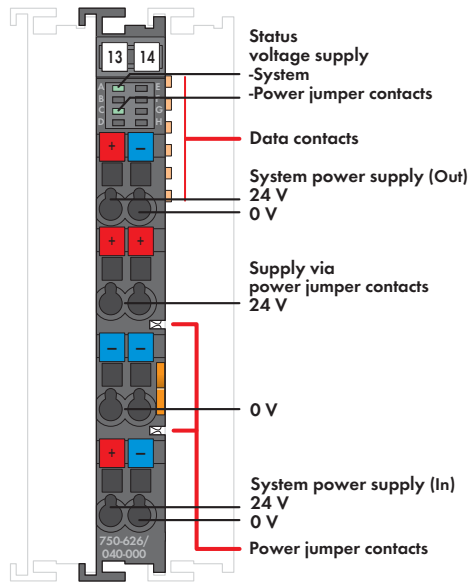 13 14
Status
voltage supply
-System
-Power jumper contacts
A E
B F
C G
D H
Data contacts
+ −
System power supply (Out)
24 V
0 V
+ +
Supply via
power jumper contacts
24 V
− −
0 V
+ −
System power supply (In)
24 V
0 V
750-626/
040-000
Power jumper contacts